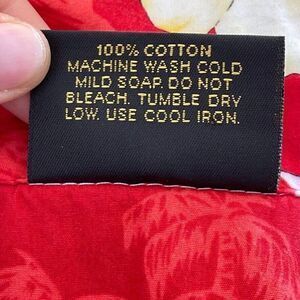 100% COTTON
MACHINE WASH COLD
MILD SOAP. DO NOT
BLEACH. TUMBLE DRY
LOW. USE COOL IRON.